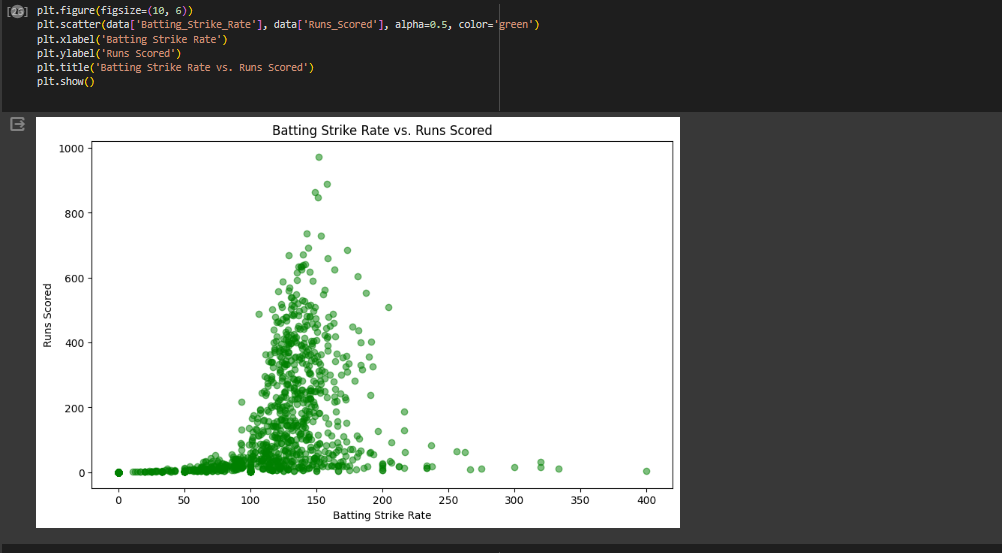 plt.figure(figsize=(10, 6))
plt.scatter(data['Batting_Strike_Rate'], data['Runs_Scored'], alpha=0.5, color='green')
plt.xlabel('Batting Strike Rate')
plt.ylabel('Runs Scored')
plt.title('Batting Strike Rate vs. Runs Scored')
plt.show()
Batting Strike Rate vs. Runs Scored
1000
800
600
400
200
0
Runs Scored
0 50 100 150 200 250 300 350 400
Batting Strike Rate